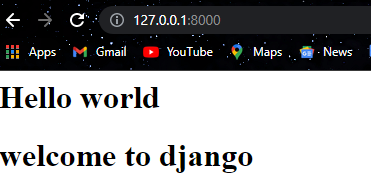 127.0.0.1:8000
Apps Gmail YouTube Maps News
Hello world
welcome to django